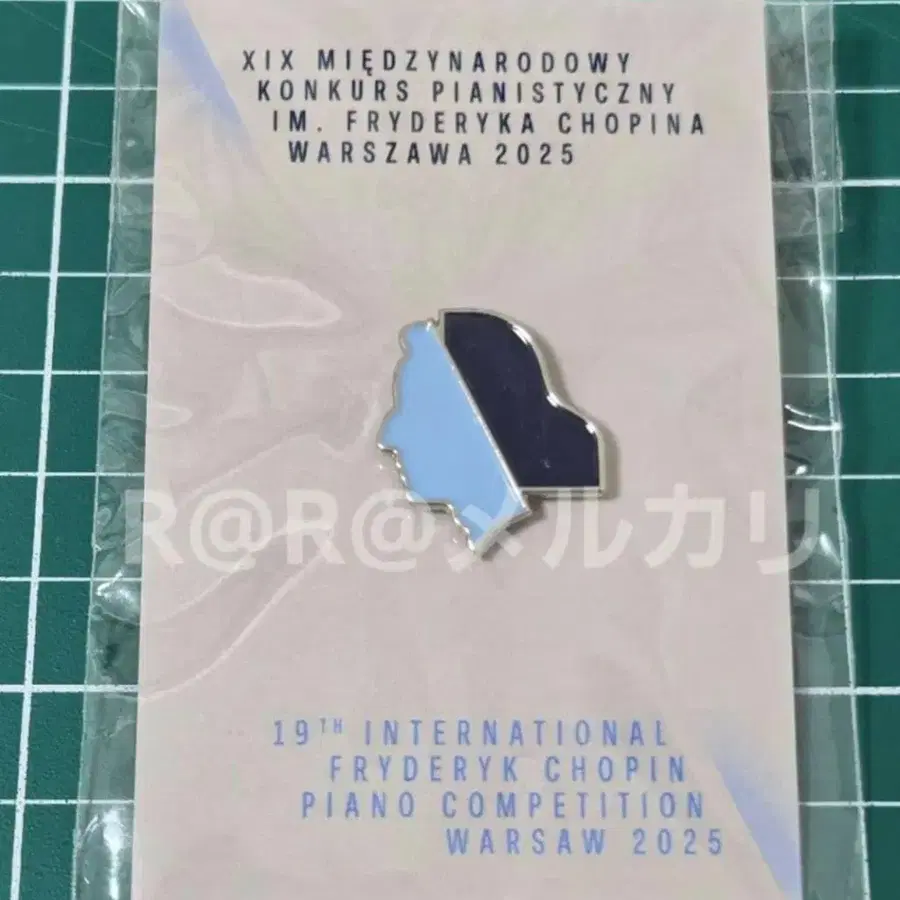 XIX MIĘDZYNARODOWY
KONKURS PIANISTYCZNY
IM. FRYDERYKA CHOPINA
WARSZAWA 2025
R@R@メルカリ
19TH INTERNATIONAL
FRYDERYK CHOPIN
PIANO COMPETITION
WARSAW 2025